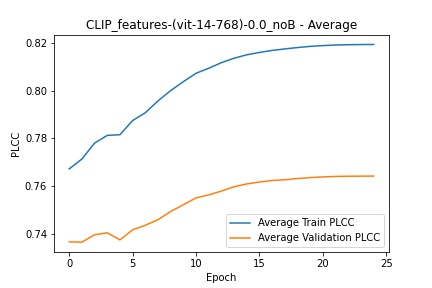 CLIP_features-(vit-14-768)-0.0_noB - Average
PLCC
0.82
0.80
0.78
0.76
0.74
0
5
10
15
20
25
Epoch
Average Train PLCC
Average Validation PLCC